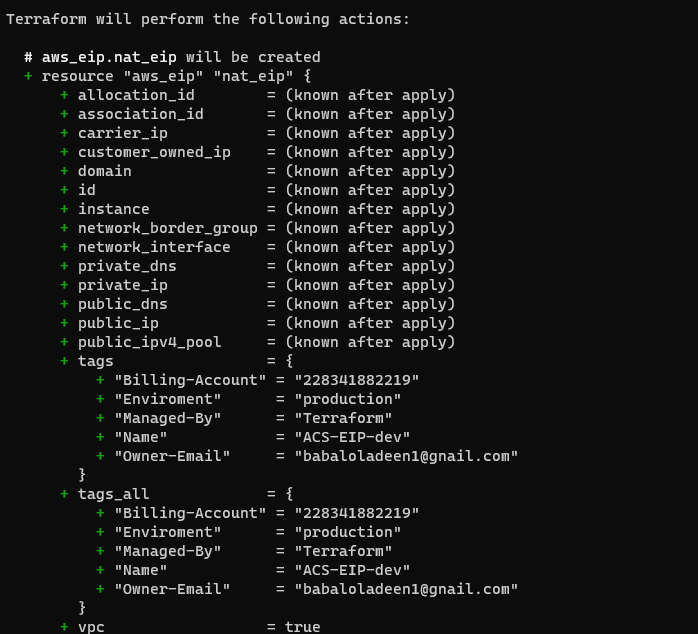 Terraform will perform the following actions:
# aws_eip.nat_eip will be created
+ resource "aws_eip" "nat_eip" {
+ allocation_id = (known after apply)
+ association_id = (known after apply)
+ carrier_ip = (known after apply)
+ customer_owned_ip = (known after apply)
+ domain = (known after apply)
+ id = (known after apply)
+ instance = (known after apply)
+ network_border_group = (known after apply)
+ network_interface = (known after apply)
+ private_dns = (known after apply)
+ private_ip = (known after apply)
+ public_dns = (known after apply)
+ public_ip = (known after apply)
+ public_ipv4_pool = (known after apply)
+ tags = {
+ "Billing-Account" = "228341882219"
+ "Enviroment" = "production"
+ "Managed-By" = "Terraform"
+ "Name" = "ACS-EIP-dev"
+ "Owner-Email" = "babaloladeen1@gnail.com"
}
+ tags_all = {
+ "Billing-Account" = "228341882219"
+ "Enviroment" = "production"
+ "Managed-By" = "Terraform"
+ "Name" = "ACS-EIP-dev"
+ "Owner-Email" = "babaloladeen1@gnail.com"
}
+ vpc = true